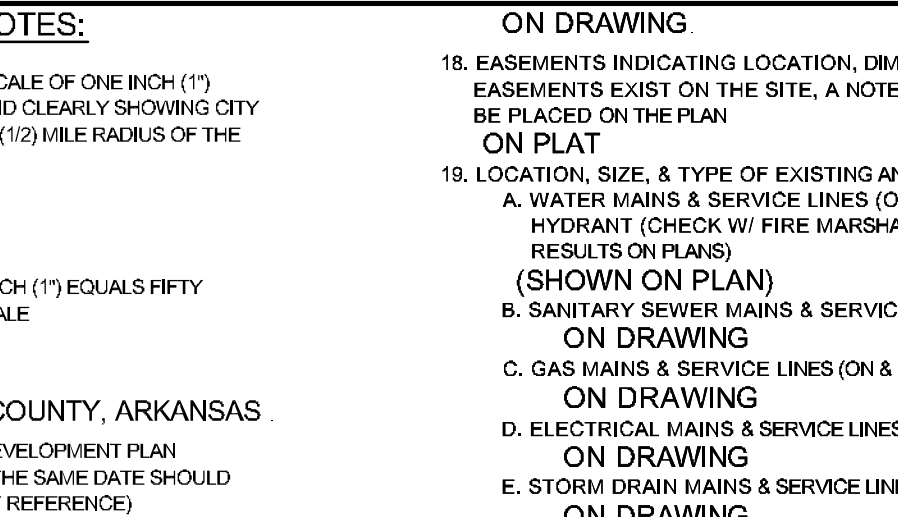 OTES:
CALE OF ONE INCH (1")
ND CLEARLY SHOWING CITY
(1/2) MILE RADIUS OF THE
CH (1") EQUALS FIFTY
ALE
COUNTY, ARKANSAS .
EVELOPMENT PLAN
THE SAME DATE SHOULD
REFERENCE)
ON DRAWING.
18. EASEMENTS INDICATING LOCATION, DIM
EASEMENTS EXIST ON THE SITE, A NOTE
BE PLACED ON THE PLAN
ON PLAT
19. LOCATION, SIZE, & TYPE OF EXISTING AN
A. WATER MAINS & SERVICE LINES (O
HYDRANT (CHECK W/ FIRE MARSHA
RESULTS ON PLANS)
(SHOWN ON PLAN)
B. SANITARY SEWER MAINS & SERVIC
ON DRAWING
C. GAS MAINS & SERVICE LINES (ON &
ON DRAWING
D. ELECTRICAL MAINS & SERVICE LINES
ON DRAWING
E. STORM DRAIN MAINS & SERVICE LIN
ON DRAWING